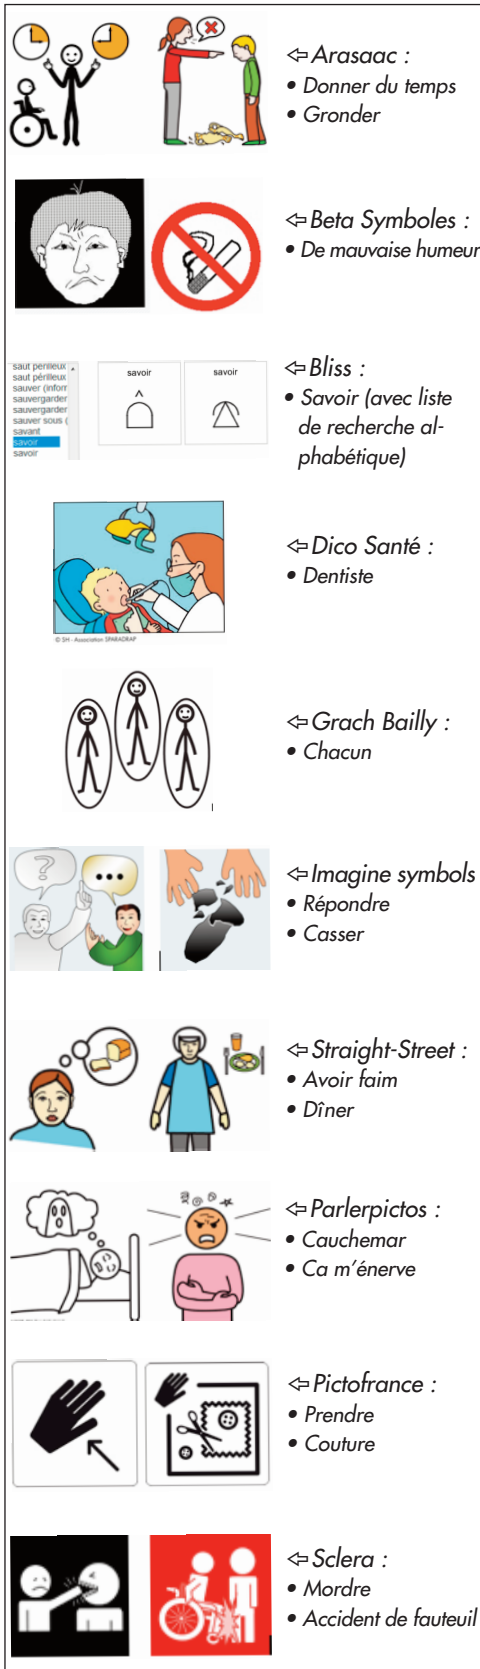 ⇦ Arasaac :
• Donner du temps
• Gronder
⇦ Beta Symboles :
• De mauvaise humeur
saut périlleux
saut périlleux
sauver (inforr
sauvergarder
sauvergarder
sauver sous (
savant
savoir
savoir
savoir
savoir
⇦ Bliss :
• Savoir (avec liste
de recherche al-
phabétique)
© SH - Association SPARADRAP
⇦ Dico Santé :
• Dentiste
⇦ Grach Bailly :
• Chacun
?
...
⇦ Imagine symbols
• Répondre
• Casser
⇦ Straight-Street :
• Avoir faim
• Dîner
⇦ Parlerpictos :
• Cauchemar
• Ca m'énerve
⇦ Pictofrance :
• Prendre
• Couture
⇦ Sclera :
• Mordre
• Accident de fauteuil